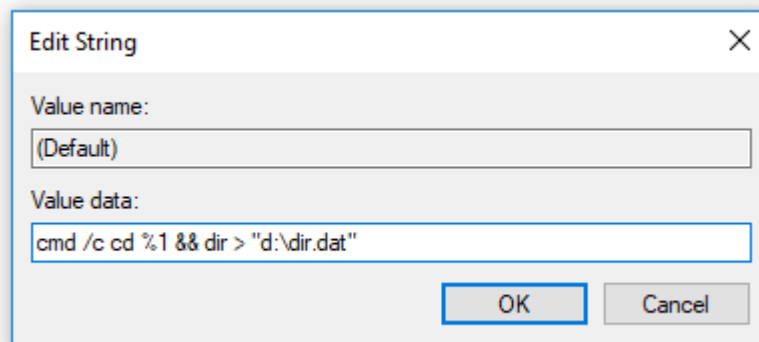 Edit String
Value name:
(Default)
Value data:
cmd /c cd %1 && dir > "d:\dir.dat"
OK Cancel